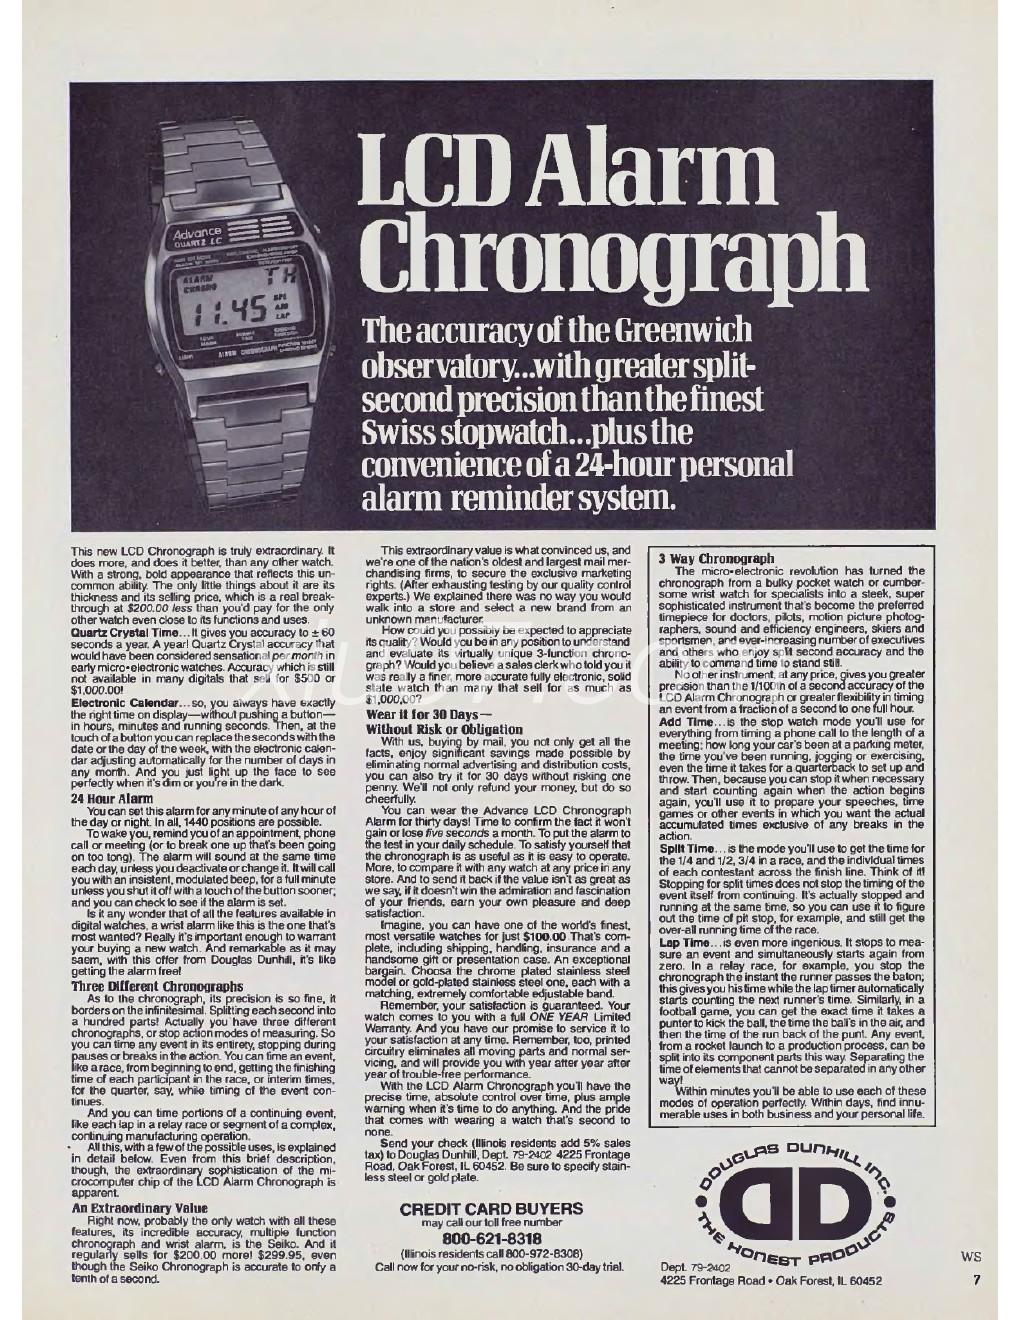 LCD Alarm
Chronograph
The accuracy of the Greenwich
observatory...with greater split-
second precision than the finest
Swiss stopwatch...plus the
convenience of a 24-hour personal
alarm reminder system.
Advance
QUARTZ LC
ALARM
CHRONO
TH
11.45
SPL
ADD
LAP
ALARM CHRONOGRAPH
This new LCD Chronograph is truly extraordinary. It
does more, and does it better, than any other watch.
With a strong, bold appearance that reflects this un-
common ability. The only little things about it are its
thickness and its selling price, which is a real break-
through at $200.00 less than you'd pay for the only
other watch even close to its functions and uses.
Quartz Crystal Time...It gives you accuracy to ± 60
seconds a year. A year! Quartz Crystal accuracy that
would have been considered sensational per month in
early micro-electronic watches. Accuracy which is still
not available in many digitals that sell for $500 or
$1,000.00!
Electronic Calendar...so, you always have exactly
the right time on display—without pushing a button—
in hours, minutes and running seconds. Then, at the
touch of a button you can replace the seconds with the
date or the day of the week, with the electronic calen-
dar adjusting automatically for the number of days in
any month. And you just light up the face to see
perfectly when it's dim or you're in the dark.
24 Hour Alarm
You can set this alarm for any minute of any hour of
the day or night. In all, 1440 positions are possible.
To wake you, remind you of an appointment, phone
call or meeting (or to break one up that's been going
on too long). The alarm will sound at the same time
each day, unless you deactivate or change it. It will call
you with an insistent, modulated beep, for a full minute
unless you shut it off with a touch of the button sooner;
and you can check to see if the alarm is set.
Is it any wonder that of all the features available in
digital watches, a wrist alarm like this is the one that's
most wanted? Really it's important enough to warrant
your buying a new watch. And remarkable as it may
saem, with this offer from Douglas Dunhill, it's like
getting the alarm free!
Three Different Chronographs
As to the chronograph, its precision is so fine, it
borders on the infinitesimal. Splitting each second into
a hundred parts! Actually you have three different
chronographs, or stop action modes of measuring. So
you can time any event in its entirety, stopping during
pauses or breaks in the action. You can time an event,
like a race, from beginning to end, getting the finishing
time of each participant in the race, or interim times,
for the quarter, say, while timing of the event con-
tinues.
And you can time portions of a continuing event,
like each lap in a relay race or segment of a complex,
continuing manufacturing operation.
All this, with a few of the possible uses, is explained
in detail below. Even from this brief description,
though, the extraordinary sophistication of the mi-
crocomputer chip of the LCD Alarm Chronograph is
apparent.
An Extraordinary Value
Right now, probably the only watch with all these
features, its incredible accuracy, multiple function
chronograph and wrist alarm, is the Seiko. And it
regularly sells for $200.00 more! $299.95, even
though the Seiko Chronograph is accurate to only a
tenth of a second.
This extraordinary value is what convinced us, and
we're one of the nation's oldest and largest mail mer-
chandising firms, to secure the exclusive marketing
rights. (After exhausting testing by our quality control
experts.) We explained there was no way you would
walk into a store and select a new brand from an
unknown manufacturer.
How could you possibly be expected to appreciate
its quality? Would you be in any position to understand
and evaluate its virtually unique 3-function chrono-
graph? Would you believe a sales clerk who told you it
was really a finer, more accurate fully electronic, solid
state watch than many that sell for as much as
$1,000,00?
Wear it for 30 Days—
Without Risk or Obligation
With us, buying by mail, you not only get all the
facts, enjoy significant savings made possible by
eliminating normal advertising and distribution costs,
you can also try it for 30 days without risking one
penny. We'll not only refund your money, but do so
cheerfully.
You can wear the Advance LCD Chronograph
Alarm for thirty days! Time to confirm the fact it won't
gain or lose five seconds a month. To put the alarm to
the test in your daily schedule. To satisfy yourself that
the chronograph is as useful as it is easy to operate.
More, to compare it with any watch at any price in any
store. And to send it back if the value isn't as great as
we say, if it doesn't win the admiration and fascination
of your friends, earn your own pleasure and deep
satisfaction.
Imagine, you can have one of the world's finest,
most versatile watches for just $100.00 That's com-
plete, including shipping, handling, insurance and a
handsome gift or presentation case. An exceptional
bargain. Choosa the chrome plated stainless steel
model or gold-plated stainless steel one, each with a
matching, extremely comfortable adjustable band.
Remember, your satisfaction is guaranteed. Your
watch comes to you with a full ONE YEAR Limited
Warranty. And you have our promise to service it to
your satisfaction at any time. Remember, too, printed
circuitry eliminates all moving parts and normal ser-
vicing, and will provide you with year after year after
year of trouble-free performance.
With the LCD Alarm Chronograph you'll have the
precise time, absolute control over time, plus ample
warning when it's time to do anything. And the pride
that comes with wearing a watch that's second to
none.
Send your check (Illinois residents add 5% sales
tax) to Douglas Dunhill, Dept. 79-2402 4225 Frontage
Road, Oak Forest, IL 60452. Be sure to specify stain-
less steel or gold plate.
CREDIT CARD BUYERS
may call our toll free number
800-621-8318
(Illinois residents call 800-972-8308)
Call now for your no-risk, no obligation 30-day trial.
3 Way Chronograph
The micro-electronic revolution has turned the
chronograph from a bulky pocket watch or cumber-
some wrist watch for specialists into a steek, super
sophisticated instrument that's become the preferred
timepiece for doctors, pilots, motion picture photog-
raphers, sound and efficiency engineers, skiers and
sportsmen, and ever-increasing number of executives
and others who enjoy split second accuracy and the
ability to command time to stand still.
No other instrument, at any price, gives you greater
precision than the 1/100th of a second accuracy of the
LCD Alarm Chronograph or greater flexibility in timing
an event from a fraction of a second to one full hour.
Add Time...is the stop watch mode you'll use for
everything from timing a phone call to the length of a
meeting; how long your car's been at a parking meter,
the time you've been running, jogging or exercising,
even the time it takes for a quarterback to set up and
throw. Then, because you can stop it when necessary
and start counting again when the action begins
again, you'll use it to prepare your speeches, time
games or other events in which you want the actual
accumulated times exclusive of any breaks in the
action.
Split Time...is the mode you'll use to get the time for
the 1/4 and 1/2, 3/4 in a race, and the individual times
of each contestant across the finish line. Think of it!
Stopping for split times does not stop the timing of the
event itself from continuing. It's actually stopped and
running at the same time, so you can use it to figure
out the time of pit stop, for example, and still get the
over-all running time of the race.
Lap Time...is even more ingenious. It stops to mea-
sure an event and simultaneously starts again from
zero. In a relay race, for example, you stop the
chronograph the instant the runner passes the baton;
this gives you his time while the lap timer automatically
starts counting the next runner's time. Similarly, in a
football game, you can get the exact time it takes a
punter to kick the ball, the time the ball's in the air, and
then the time of the run back of the punt. Any event,
from a rocket launch to a production process, can be
split into its component parts this way. Separating the
time of elements that cannot be separated in any other
way!
Within minutes you'll be able to use each of these
modes of operation perfectly. Within days, find innu-
merable uses in both business and your personal life.
DOUGLAS DUNHILL INC.
DD
• THE HONEST PRODUCTS •
Dept. 79-2402
4225 Frontage Road • Oak Forest, IL 60452
WS
7